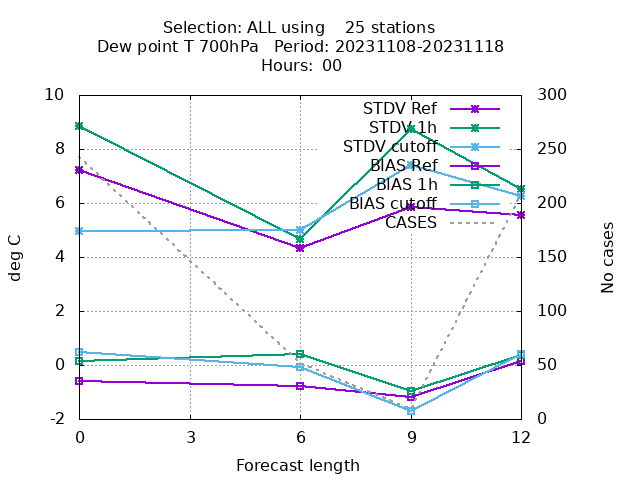 Selection: ALL using    25 stations
Dew point T 700hPa   Period: 20231108-20231118
Hours: 00
10
8
6
4
2
0
-2
300
250
200
150
100
50
0
0
3
6
9
12
deg C
No cases
Forecast length
STDV Ref
STDV 1h
STDV cutoff
BIAS Ref
BIAS 1h
BIAS cutoff
CASES